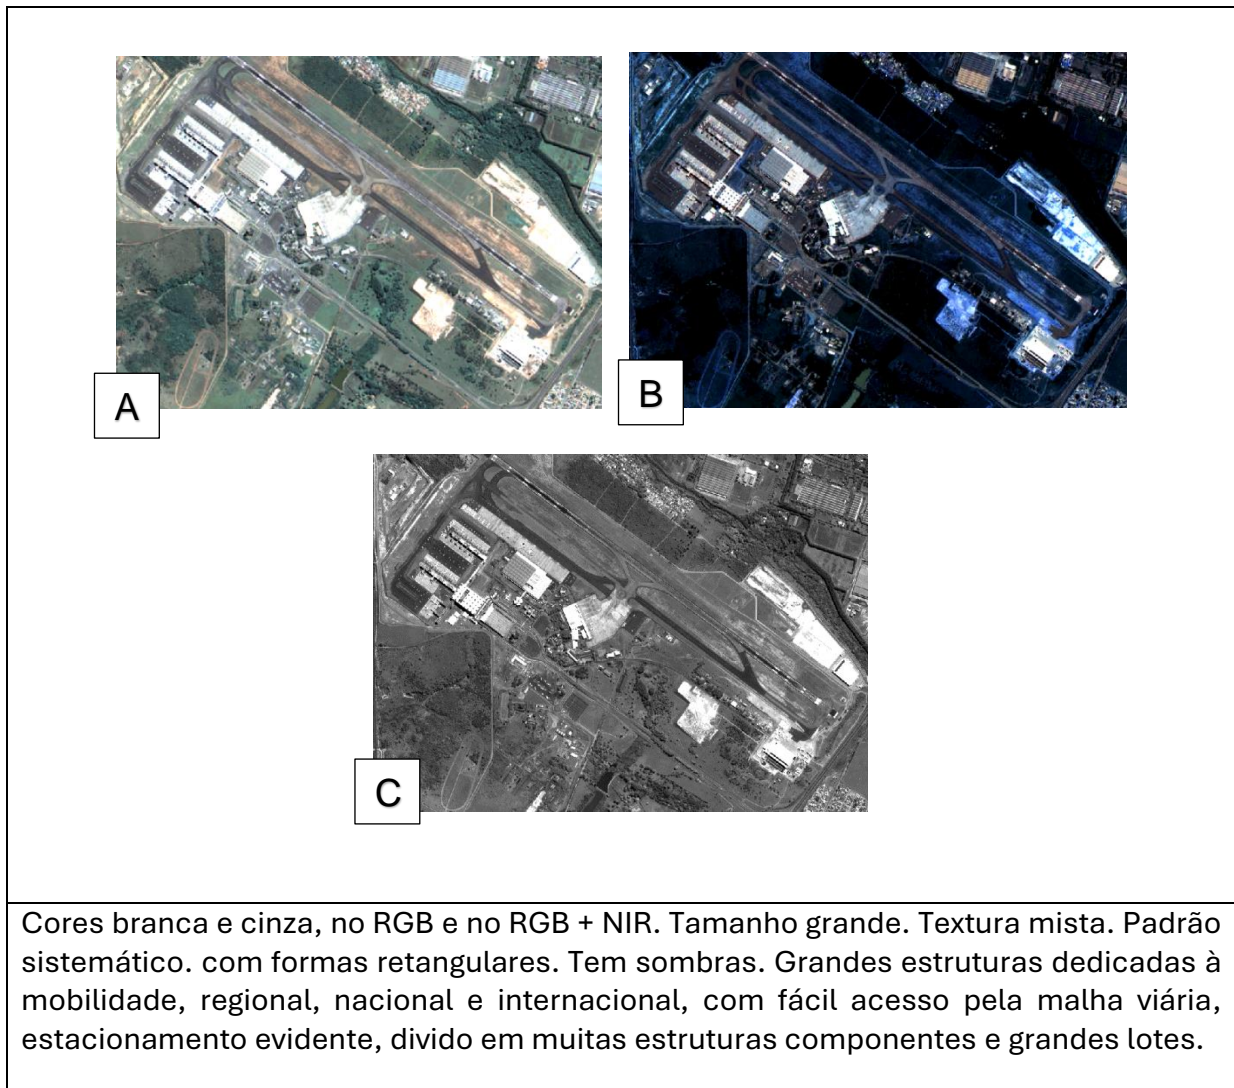 A
B
C
Cores branca e cinza, no RGB e no RGB + NIR. Tamanho grande. Textura mista. Padrão
sistemático. com formas retangulares. Tem sombras. Grandes estruturas dedicadas à
mobilidade, regional, nacional e internacional, com fácil acesso pela malha viária,
estacionamento evidente, divido em muitas estruturas componentes e grandes lotes.